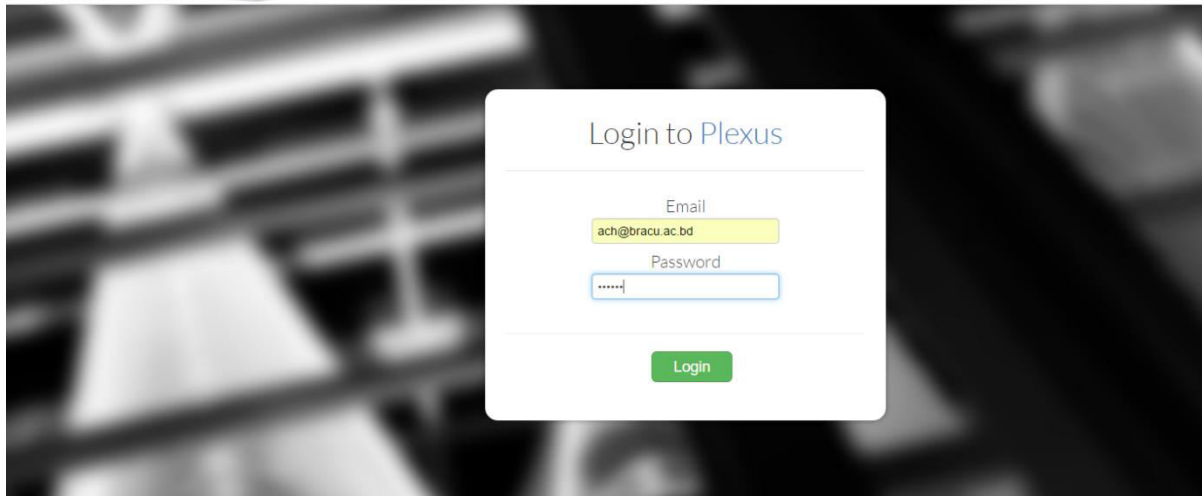 Login to Plexus
Email
ach@bracu.ac.bd
Password
••••••
Login